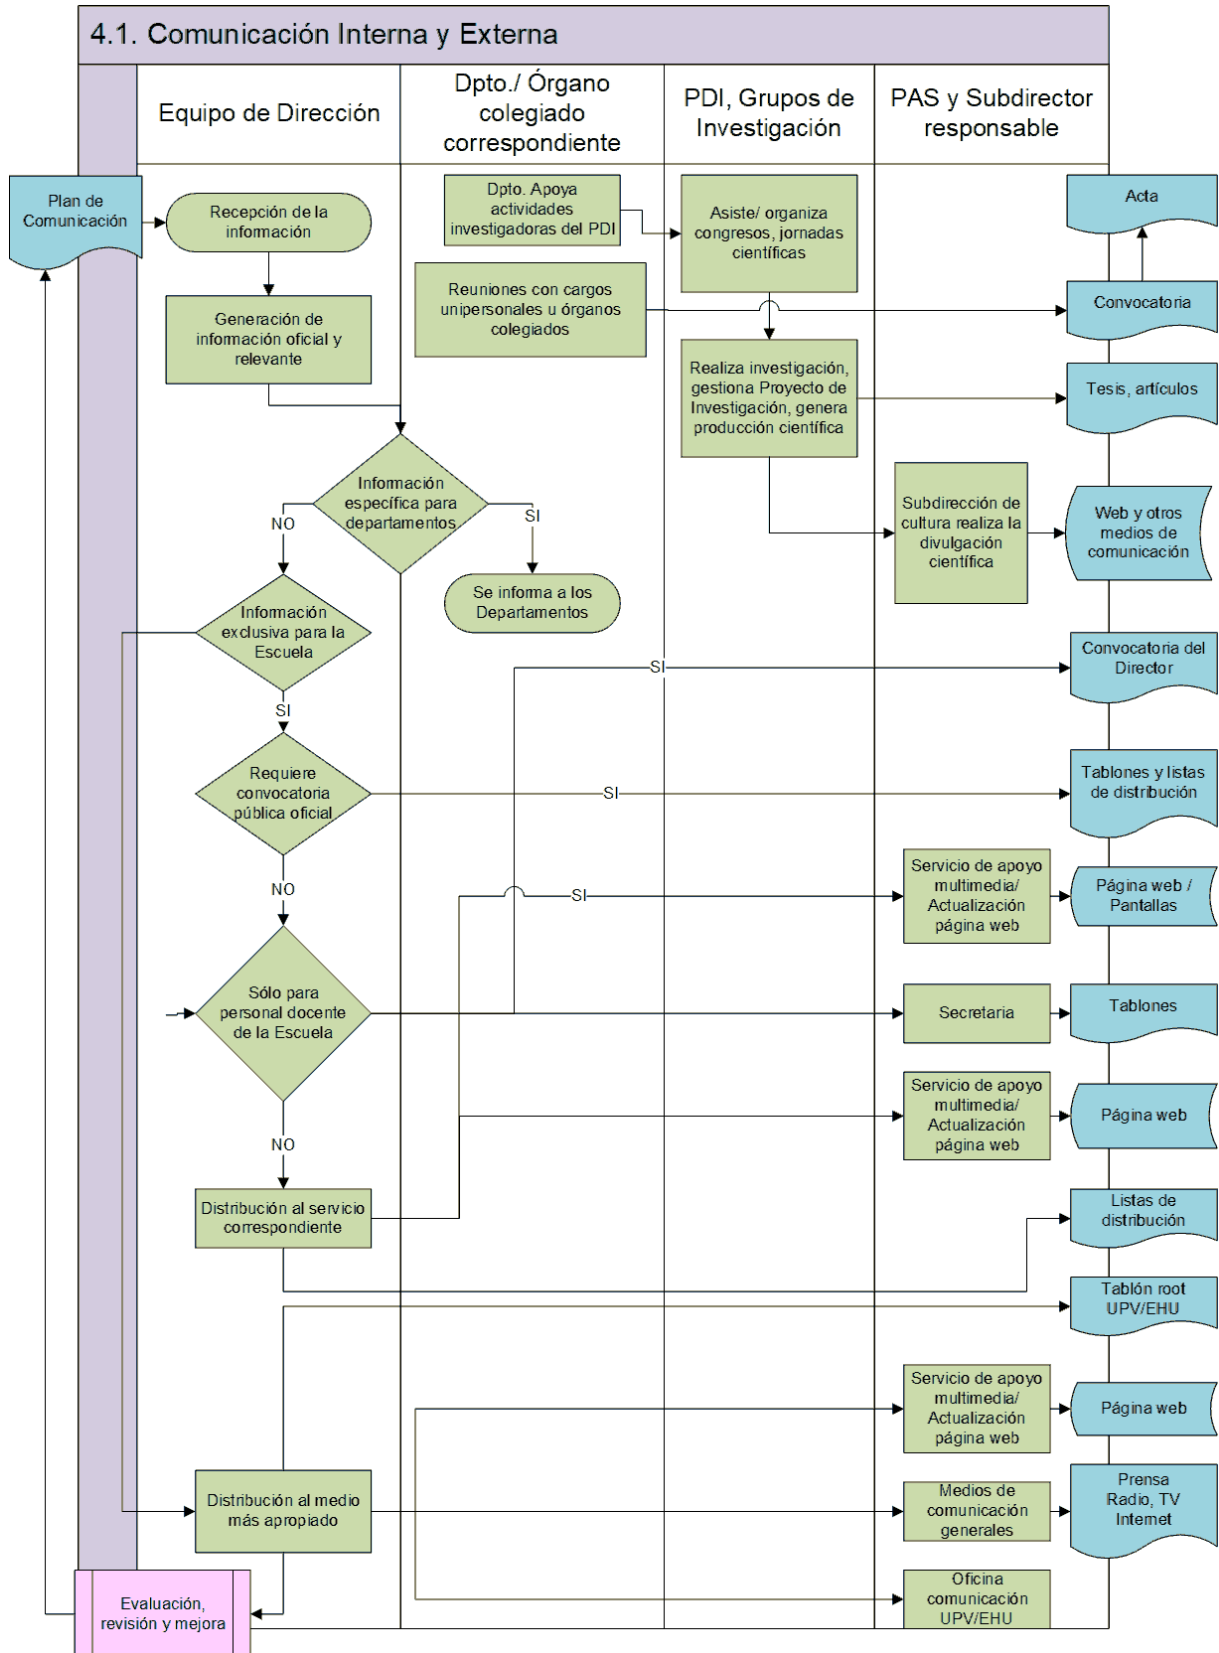 4.1. Comunicación Interna y Externa
Equipo de Dirección
Dpto./ Órgano
colegiado
correspondiente
PDI, Grupos de
Investigación
PAS y Subdirector
responsable
Plan de
Comunicación
Recepción de la
información
Dpto. Apoya
actividades
investigadoras del PDI
Asiste/ organiza
congresos, jornadas
científicas
Acta
Generación de
información oficial y
relevante
Reuniones con cargos
unipersonales u órganos
colegiados
Convocatoria
Realiza investigación,
gestiona Proyecto de
Investigación, genera
producción científica
Tesis, artículos
Información
específica para
departamentos
NO
SI
Subdirección de
cultura realiza la
divulgación
científica
Web y otros
medios de
comunicación
Se informa a los
Departamentos
Información
exclusiva para la
Escuela
SI
SI
Convocatoria del
Director
Requiere
convocatoria
pública oficial
SI
Tablones y listas
de distribución
NO
SI
Servicio de apoyo
multimedia/
Actualización
página web
Página web /
Pantallas
Sólo para
personal docente
de la Escuela
Secretaria
Tablones
NO
Servicio de apoyo
multimedia/
Actualización
página web
Página web
Distribución al servicio
correspondiente
Listas de
distribución
Tablón root
UPV/EHU
Servicio de apoyo
multimedia/
Actualización
página web
Página web
Distribución al medio
más apropiado
Medios de
comunicación
generales
Prensa
Radio, TV
Internet
Evaluación,
revisión y mejora
Oficina
comunicación
UPV/EHU